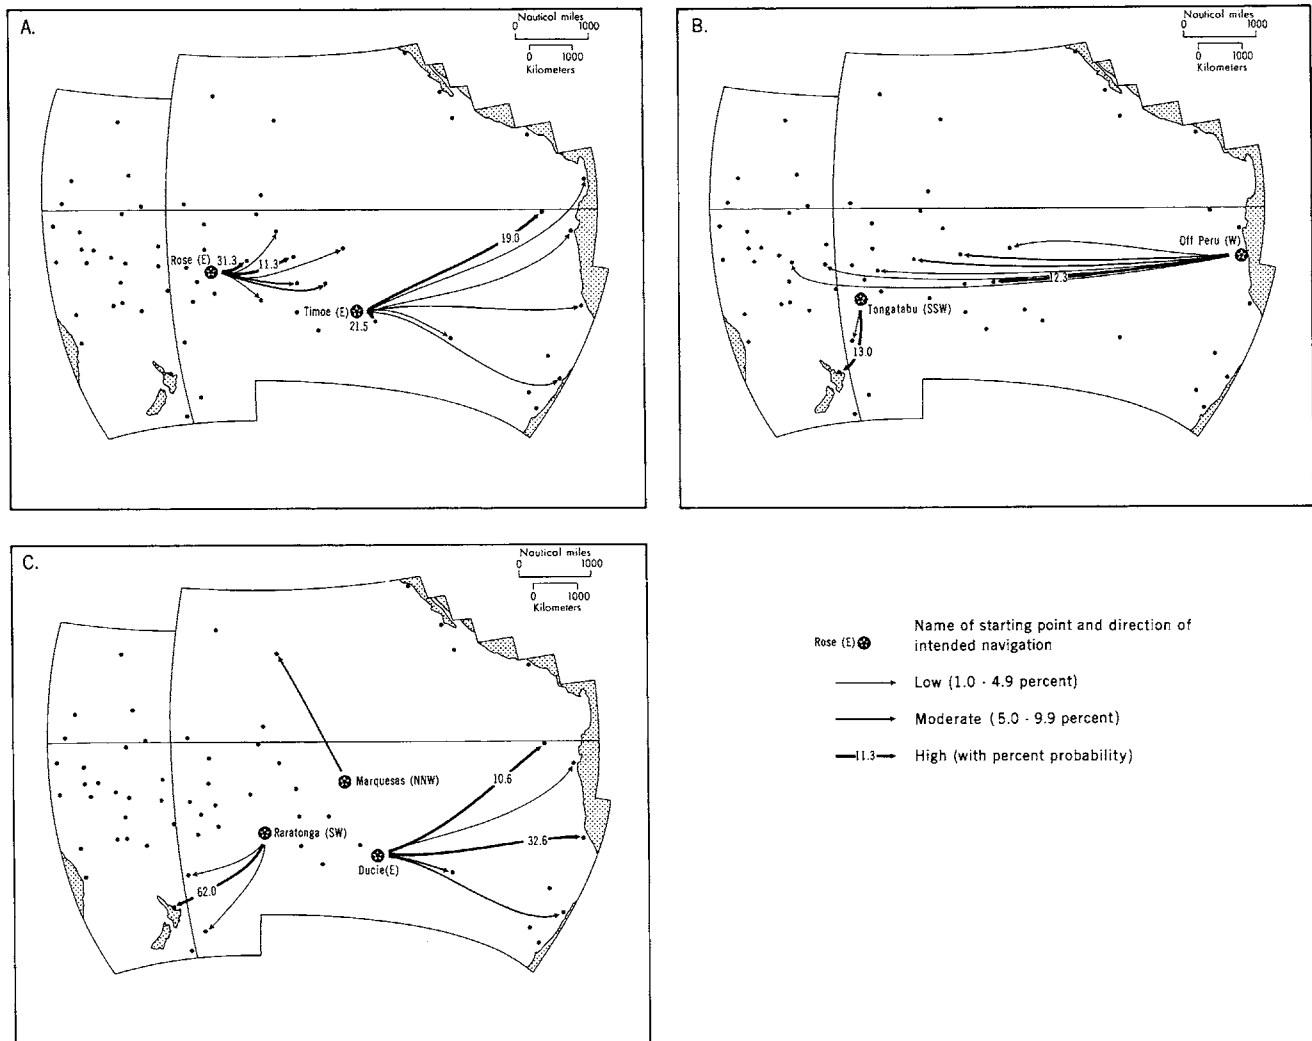 A.
Nautical miles
0 1000
0 1000
Kilometers
Rose (E) 31.3 11.3
19.0
Timoe (E)
21.5
B.
Nautical miles
0 1000
0 1000
Kilometers
Off Peru (W)
12.3
Tongatabu (SSW)
13.0
C.
Nautical miles
0 1000
0 1000
Kilometers
Marquesas (NNW)
10.6
Raratonga (SW)
32.6
Ducie(E)
62.0
Name of starting point and direction of
Rose (E) intended navigation
Low (1.0 - 4.9 percent)
Moderate (5.0 - 9.9 percent)
11.3 High (with percent probability)